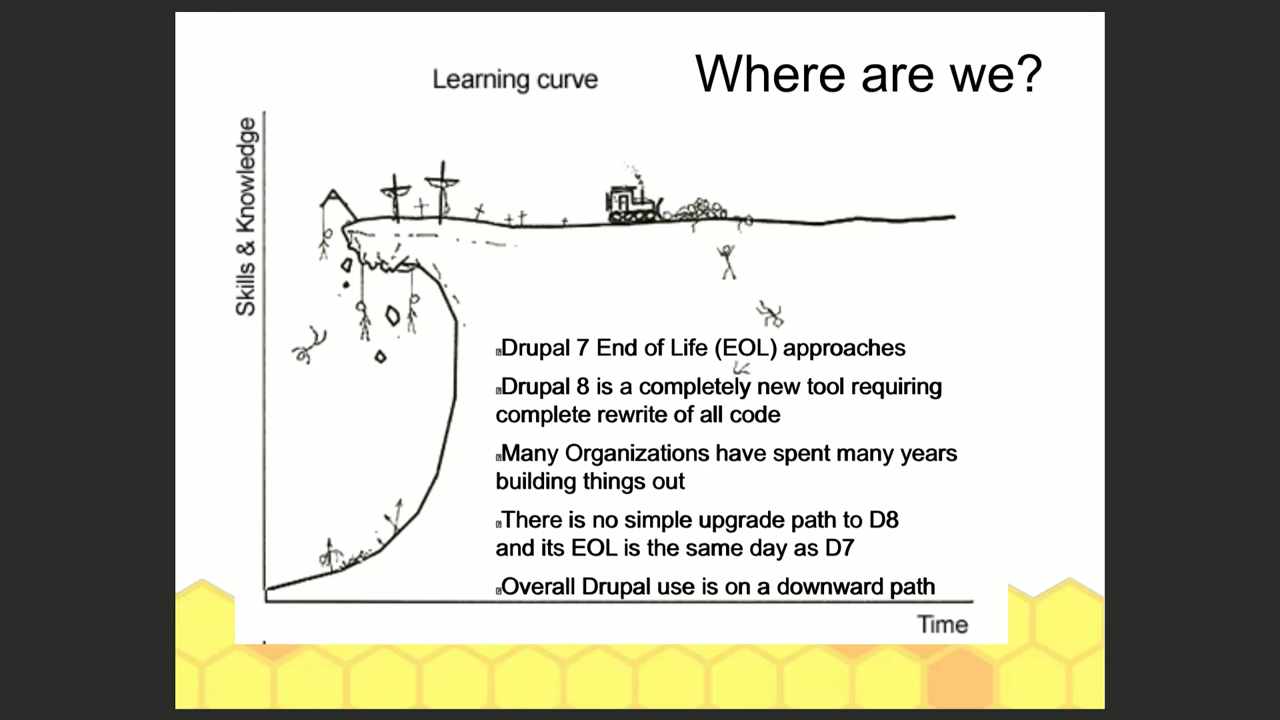 Where are we?
Learning curve
Skills & Knowledge
Drupal 7 End of Life (EOL) approaches
Drupal 8 is a completely new tool requiring
complete rewrite of all code
Many Organizations have spent many years
building things out
There is no simple upgrade path to D8
and its EOL is the same day as D7
Overall Drupal use is on a downward path
Time